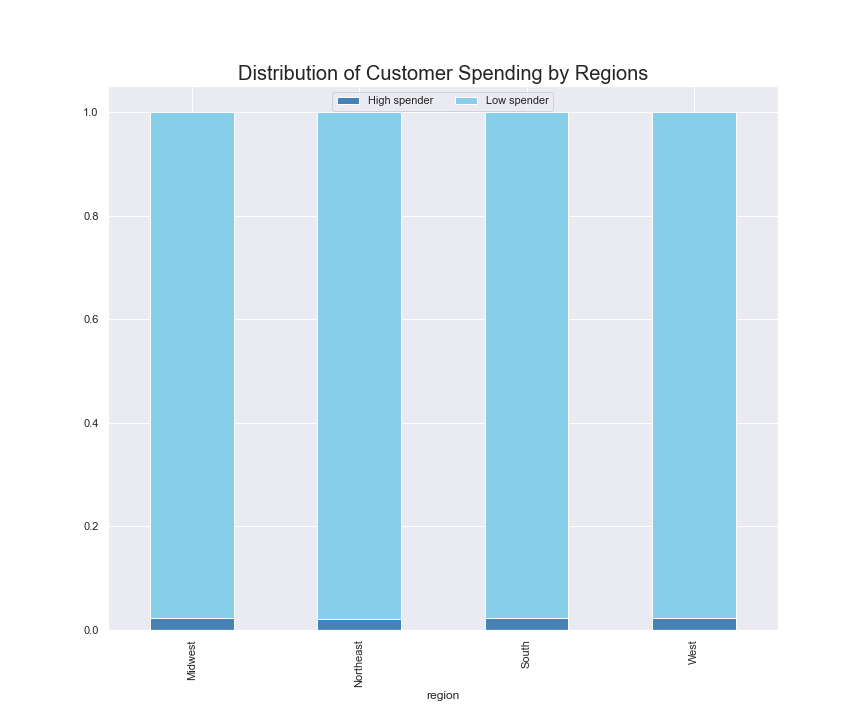 Distribution of Customer Spending by Regions
High spender Low spender
1.0
0.8
0.6
0.4
0.2
0.0
Midwest
Northeast
South
West
region